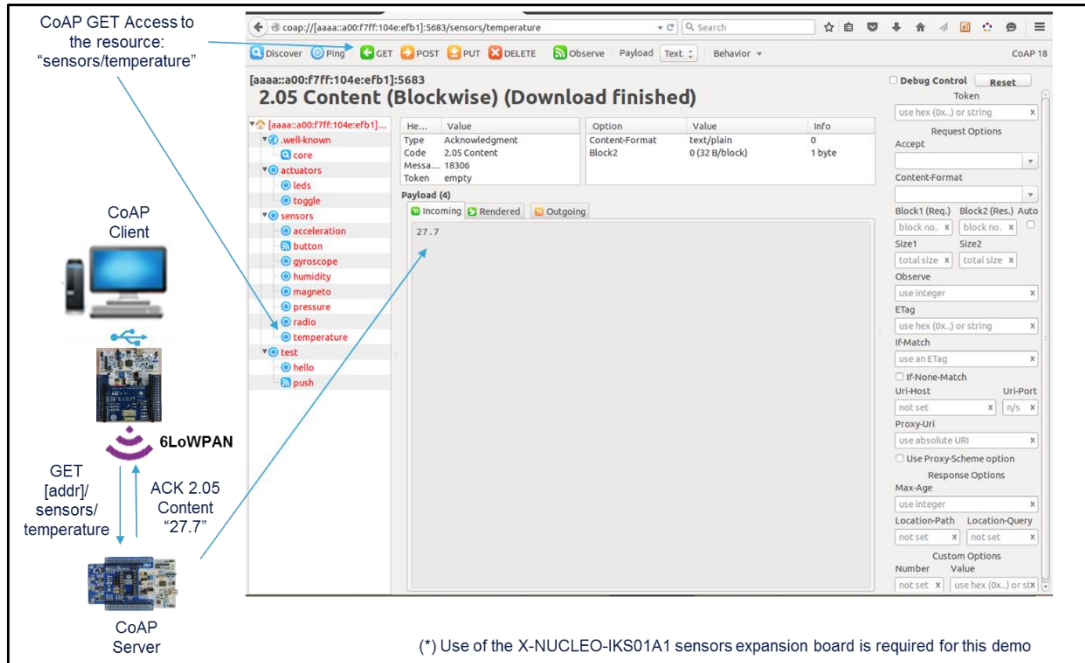 CoAP GET Access to
the resource:
“sensors/temperature”
coap://[aaaa::a00:f7ff:104e:efb1]:5683/sensors/temperature
Search
Discover Ping GET POST PUT DELETE Observe Payload Text Behavior CoAP 18
[aaaa::a00:f7ff:104e:efb1]:5683
2.05 Content (Blockwise) (Download finished)
[aaaa::a00:f7ff:104e:efb1]...
.well-known
core
actuators
leds
toggle
sensors
acceleration
button
gyroscope
humidity
magneto
pressure
radio
temperature
test
hello
push
He... Value
Type Acknowledgment
Code 2.05 Content
Messa... 18306
Token empty
Option Value Info
Content-Format text/plain 0
Block2 0 (32 B/block) 1 byte
Payload (4)
Incoming Rendered Outgoing
27.7
Debug Control Reset
Token
use hex (0x..) or string x
Request Options
Accept
Content-Format
Block1 (Req.) Block2 (Res.) Auto
block no. x block no. x
Size1 Size2
total size x total size x
Observe
use integer x
ETag
use hex (0x..) or string x
If-Match
use an ETag x
If-None-Match
Uri-Host Uri-Port
not set x n/s x
Proxy-Uri
use absolute URI x
Use Proxy-Scheme option
Response Options
Max-Age
use integer x
Location-Path Location-Query
not set x not set x
Custom Options
Number Value
not set x use hex (0x..) or stx
CoAP
Client
6LoWPAN
GET
[addr]/
sensors/
temperature
ACK 2.05
Content
“27.7”
CoAP
Server
(*) Use of the X-NUCLEO-IKS01A1 sensors expansion board is required for this demo